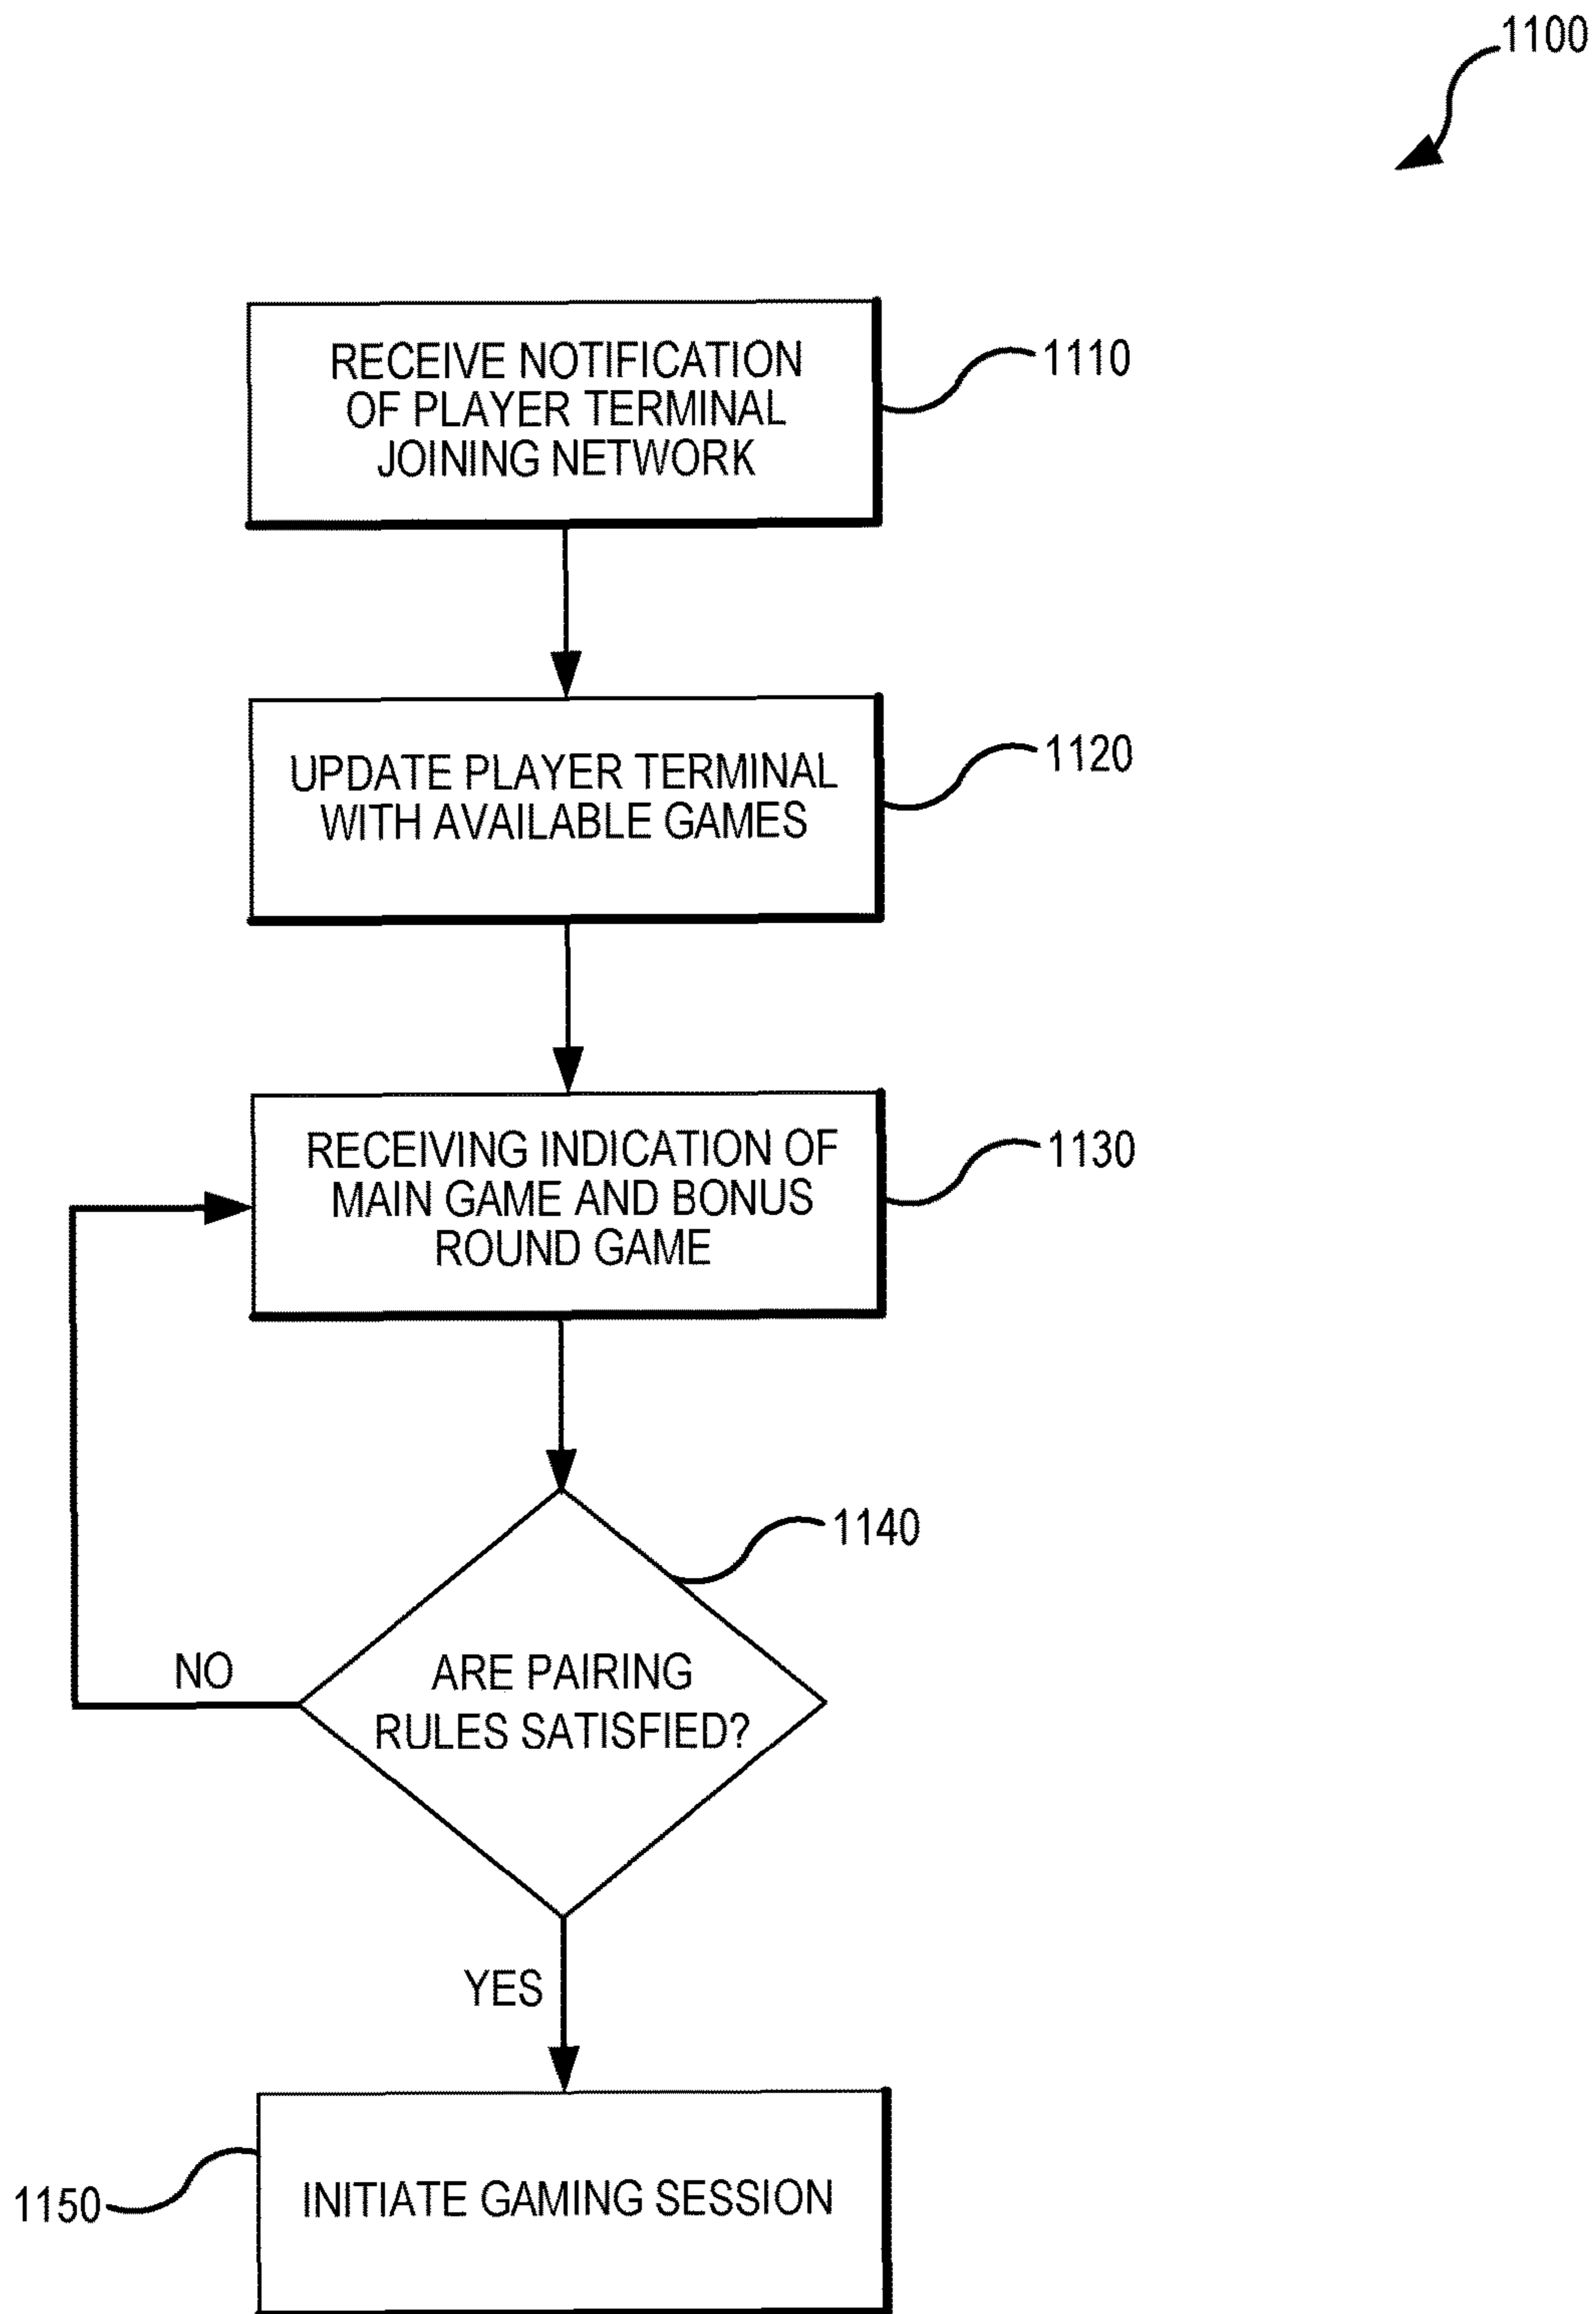 1100
RECEIVE NOTIFICATION
OF PLAYER TERMINAL
JOINING NETWORK
1110
UPDATE PLAYER TERMINAL
WITH AVAILABLE GAMES
1120
RECEIVING INDICATION OF
MAIN GAME AND BONUS
ROUND GAME
1130
ARE PAIRING
RULES SATISFIED?
1140
NO
YES
INITIATE GAMING SESSION
1150